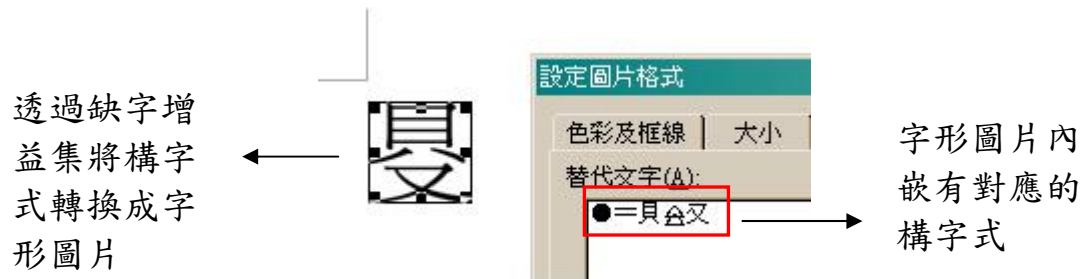 透過缺字增
益集將構字
式轉換成字
形圖片
設定圖片格式
色彩及框線 大小
替代文字(A):
●＝貝𠆢又
字形圖片內
嵌有對應的
構字式